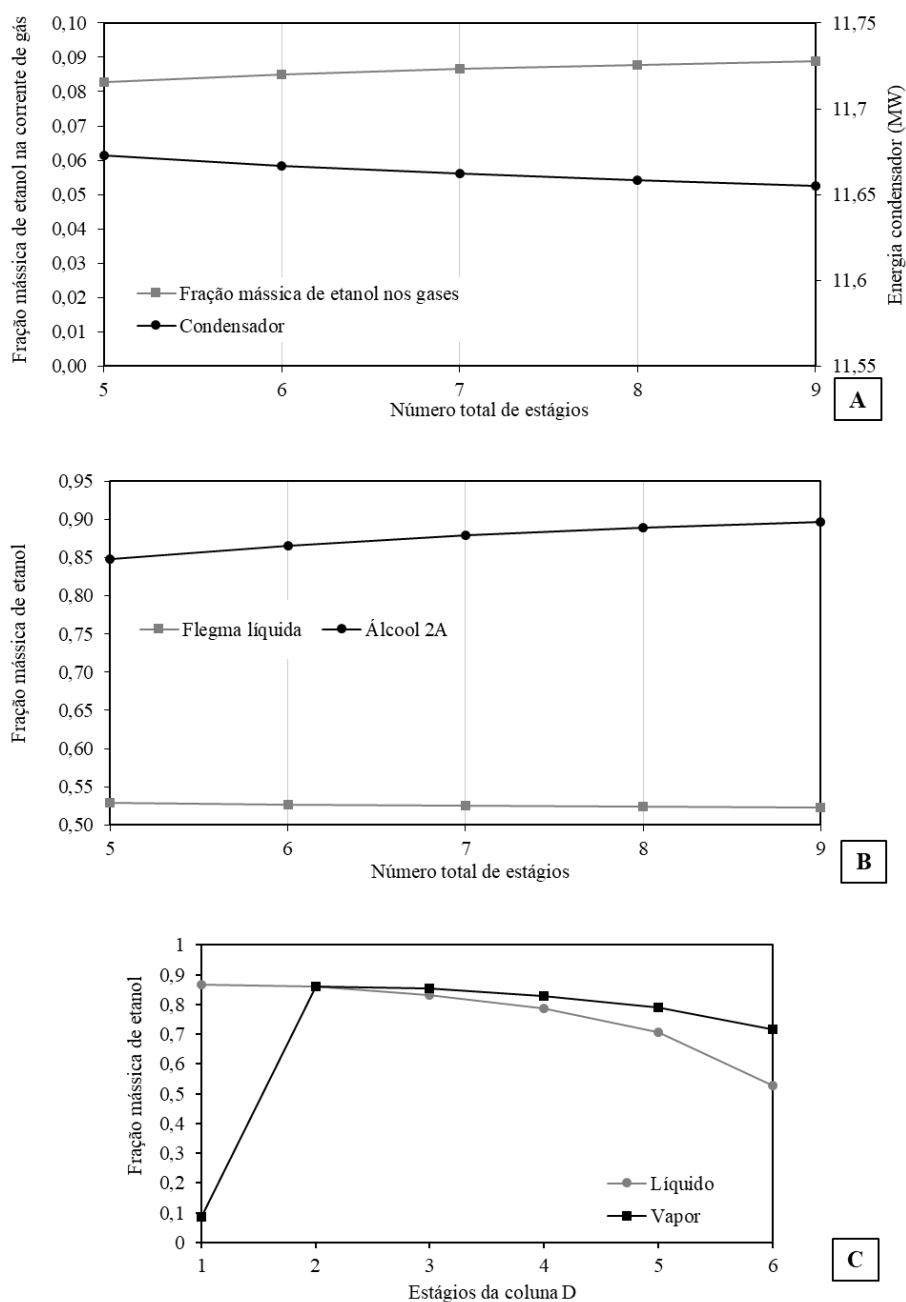 Fração mássica de etanol na corrente de gás
0,10
0,09
0,08
0,07
0,06
0,05
0,04
0,03
0,02
0,01
0,00
11,75
11,7
11,65
11,6
11,55
Energia condensador (MW)
Fração mássica de etanol nos gases
Condensador
5 6 7 8 9
Número total de estágios
A
Fração mássica de etanol
0,95
0,90
0,85
0,80
0,75
0,70
0,65
0,60
0,55
0,50
Flegma líquida Álcool 2A
5 6 7 8 9
Número total de estágios
B
Fração mássica de etanol
1
0,9
0,8
0,7
0,6
0,5
0,4
0,3
0,2
0,1
0
Líquido
Vapor
1 2 3 4 5 6
Estágios da coluna D
C